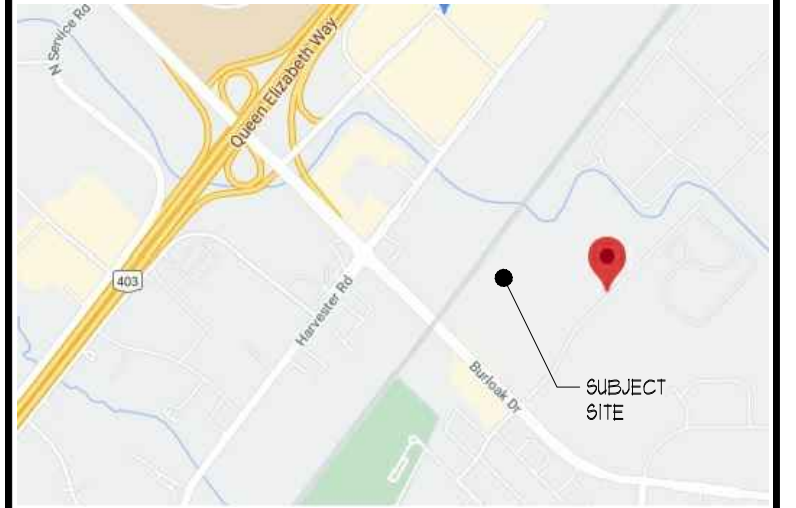 N Service Rd
Queen Elizabeth Way
403
Harvester Rd
Burloak Dr
SUBJECT
SITE